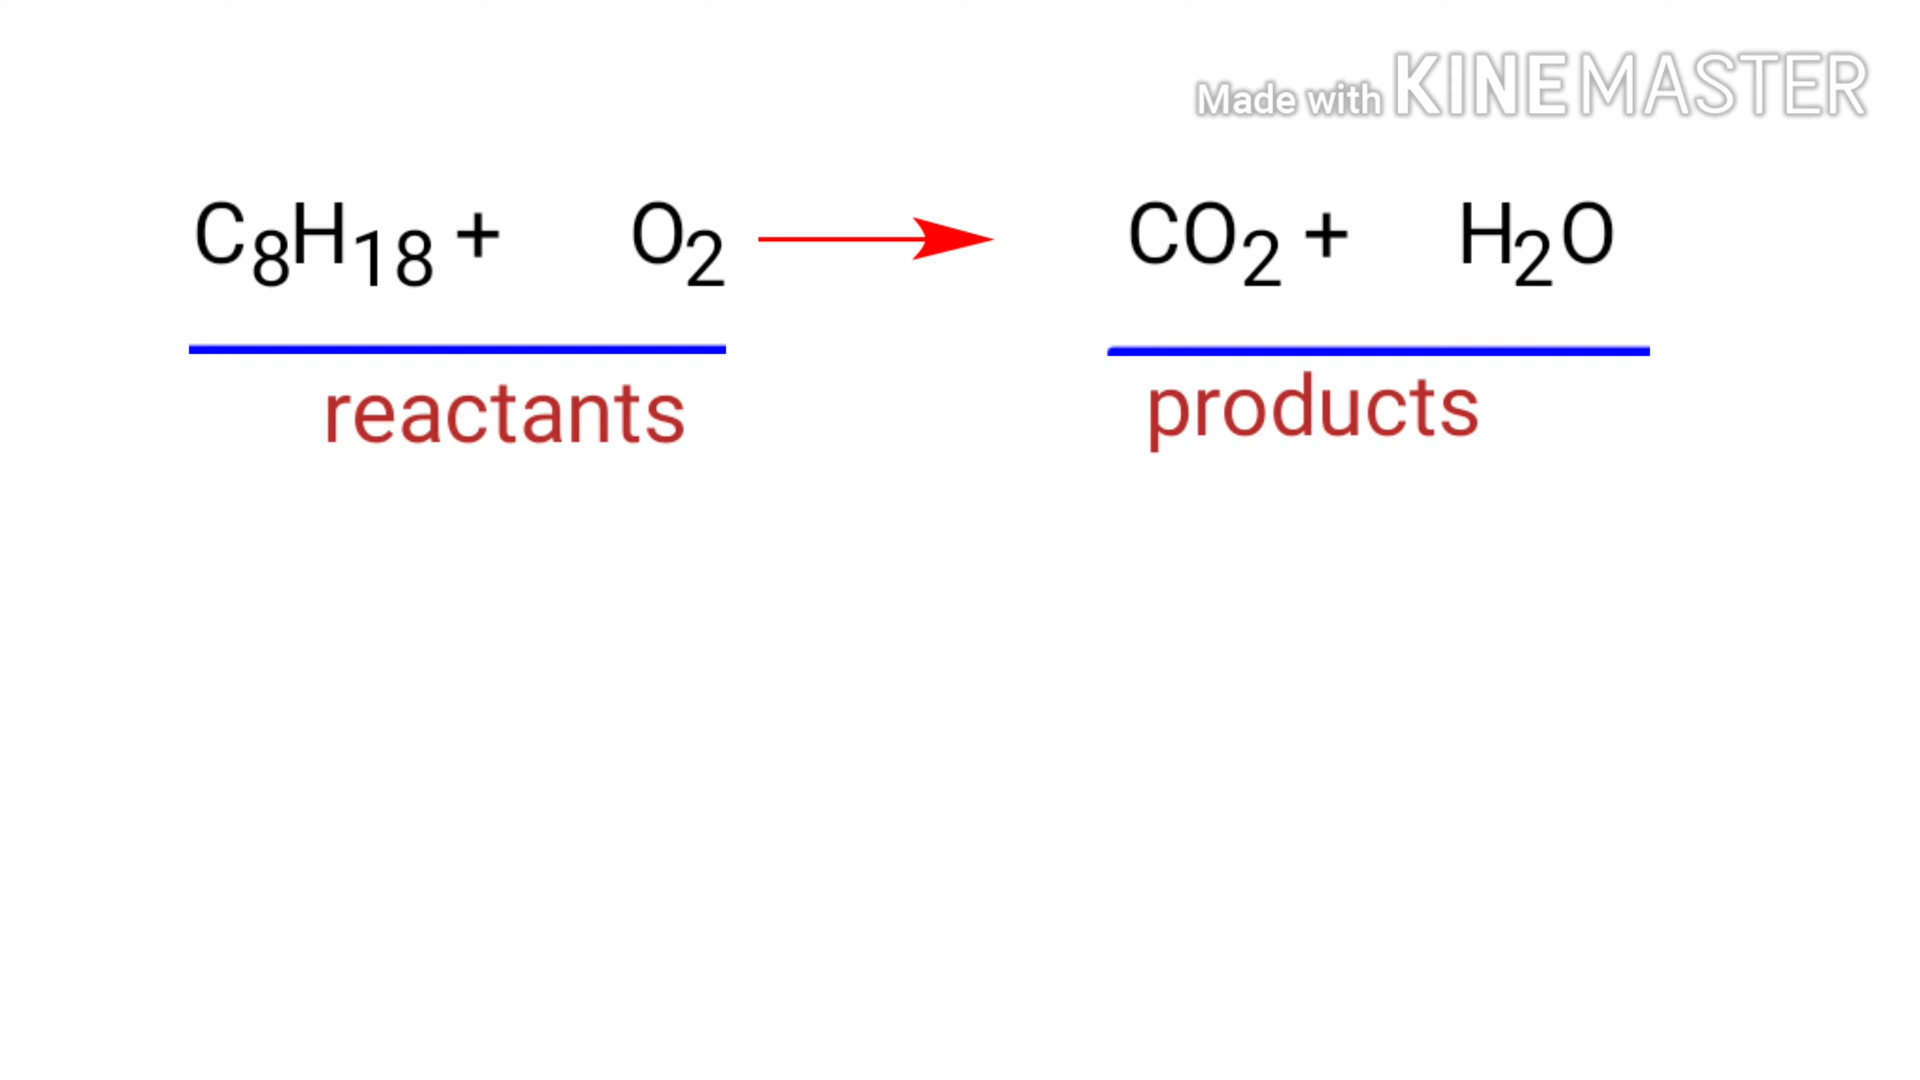 Made with KINEMASTER
C8H18 + O2 CO2 + H2O
reactants products